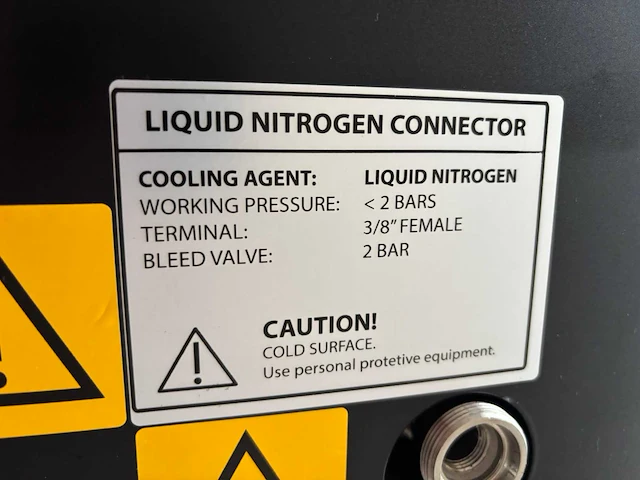 LIQUID NITROGEN CONNECTOR
COOLING AGENT: LIQUID NITROGEN
WORKING PRESSURE: < 2 BARS
TERMINAL: 3/8" FEMALE
BLEED VALVE: 2 BAR
CAUTION!
COLD SURFACE.
Use personal protetive equipment.